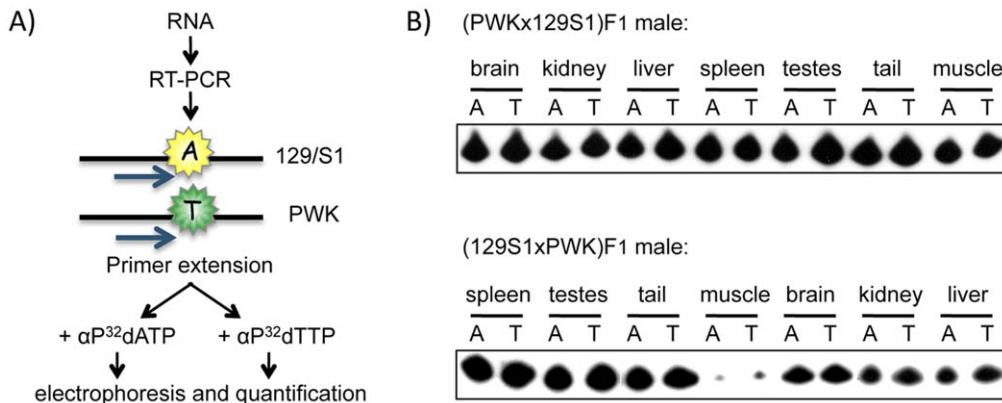 A)
RNA
RT-PCR
A 129/S1
T PWK
Primer extension
+ αP³²dATP + αP³²dTTP
electrophoresis and quantification
B)
(PWKx129S1)F1 male:
brain kidney liver spleen testes tail muscle
A T A T A T A T A T A T A T
(129S1xPWK)F1 male:
spleen testes tail muscle brain kidney liver
A T A T A T A T A T A T A T